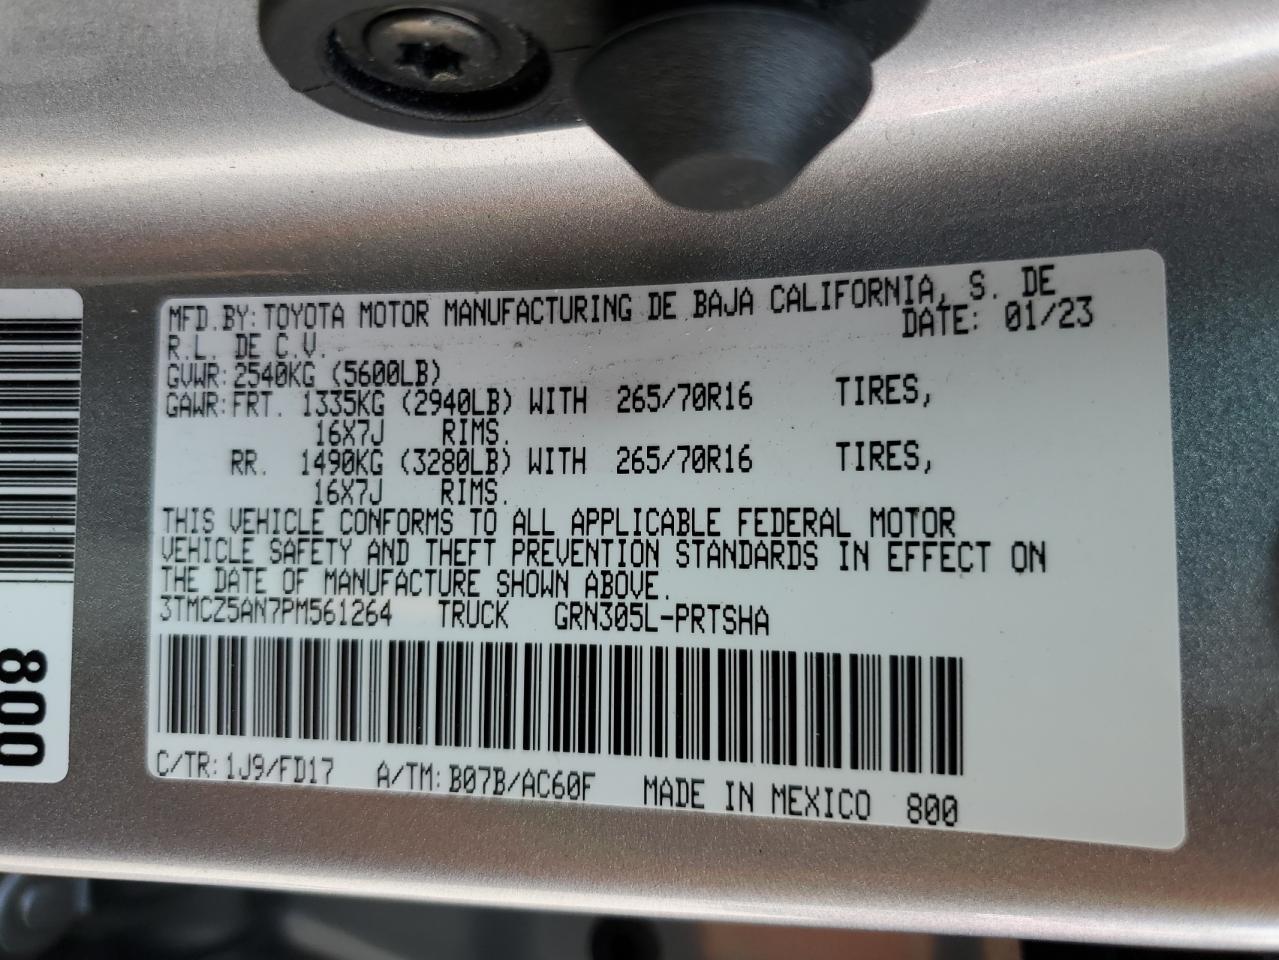 MFD.BY:TOYOTA MOTOR MANUFACTURING DE BAJA CALIFORNIA, S. DE
R.L. DE C.V. DATE: 01/23
GVWR:2540KG (5600LB)
GAWR:FRT. 1335KG (2940LB) WITH 265/70R16 TIRES,
16X7J RIMS.
RR. 1490KG (3280LB) WITH 265/70R16 TIRES,
16X7J RIMS.
THIS VEHICLE CONFORMS TO ALL APPLICABLE FEDERAL MOTOR
VEHICLE SAFETY AND THEFT PREVENTION STANDARDS IN EFFECT ON
THE DATE OF MANUFACTURE SHOWN ABOVE.
3TMCZ5AN7PM561264 TRUCK GRN305L-PRTSHA
C/TR:1J9/FD17 A/TM:B07B/AC60F MADE IN MEXICO 800
800